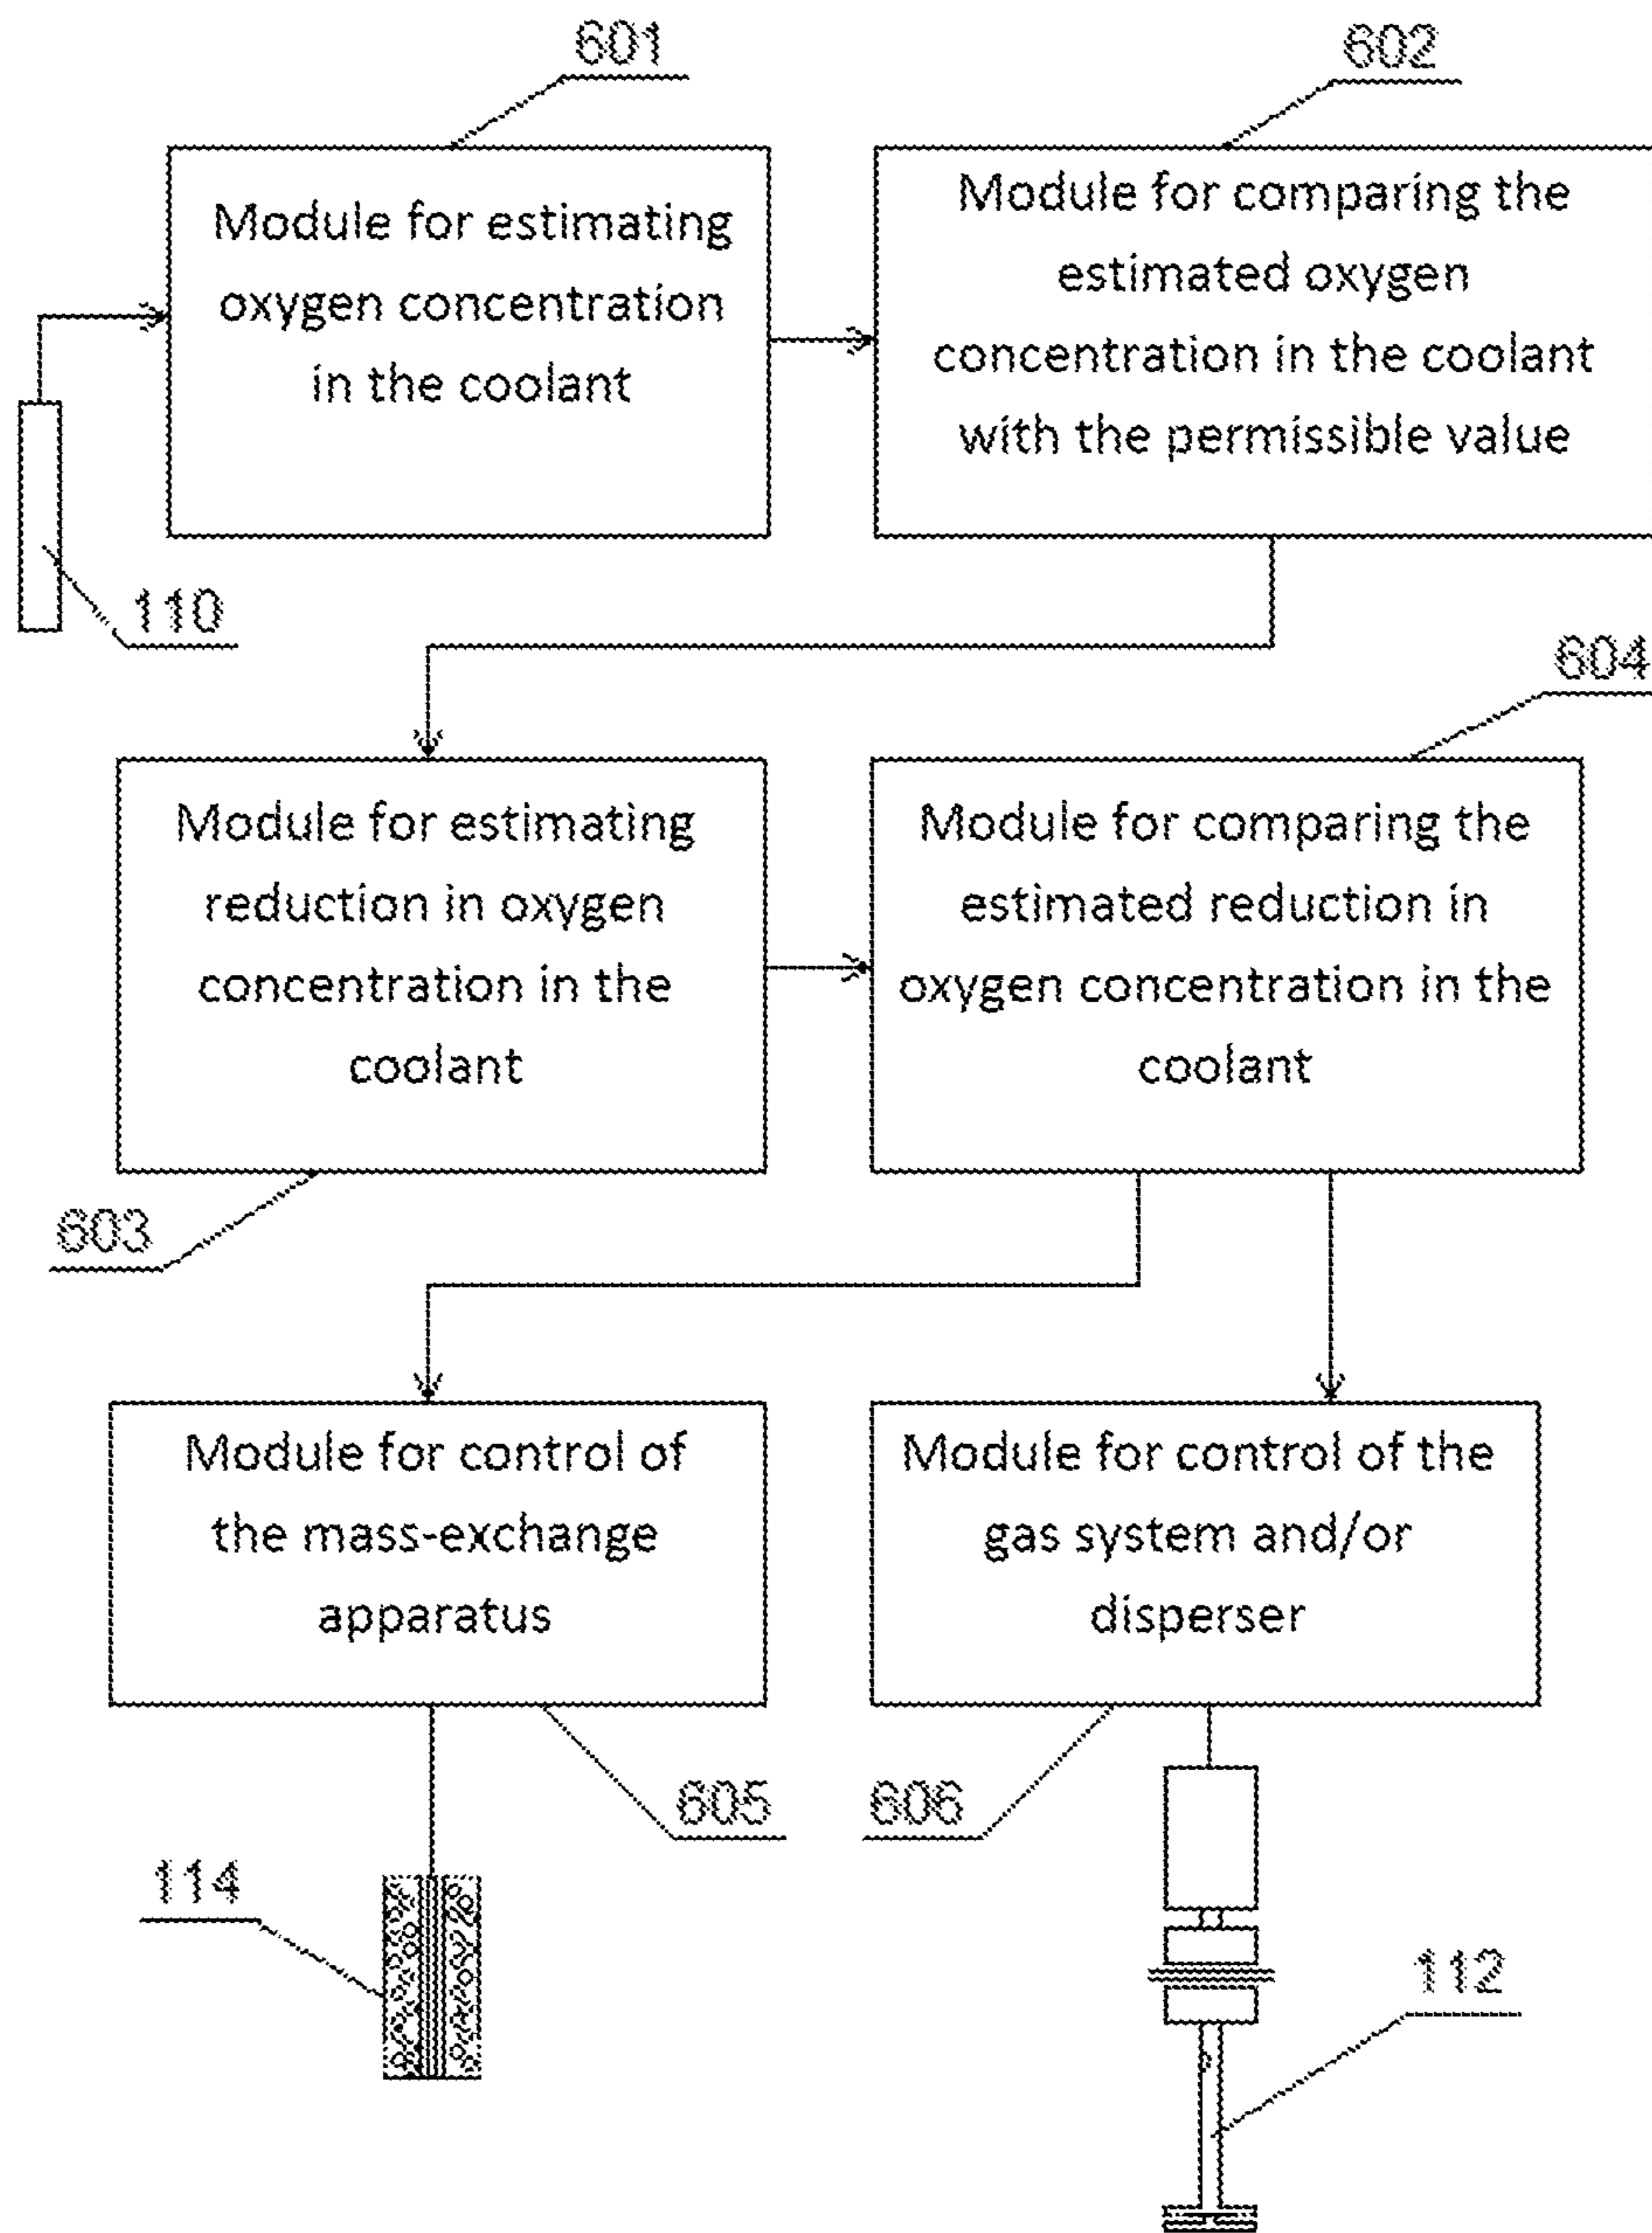 601
602
Module for estimating
oxygen concentration
in the coolant
Module for comparing the
estimated oxygen
concentration in the coolant
with the permissible value
110
604
Module for estimating
reduction in oxygen
concentration in the
coolant
Module for comparing the
estimated reduction in
oxygen concentration in the
coolant
603
Module for control of
the mass-exchange
apparatus
Module for control of the
gas system and/or
disperser
605
606
114
112